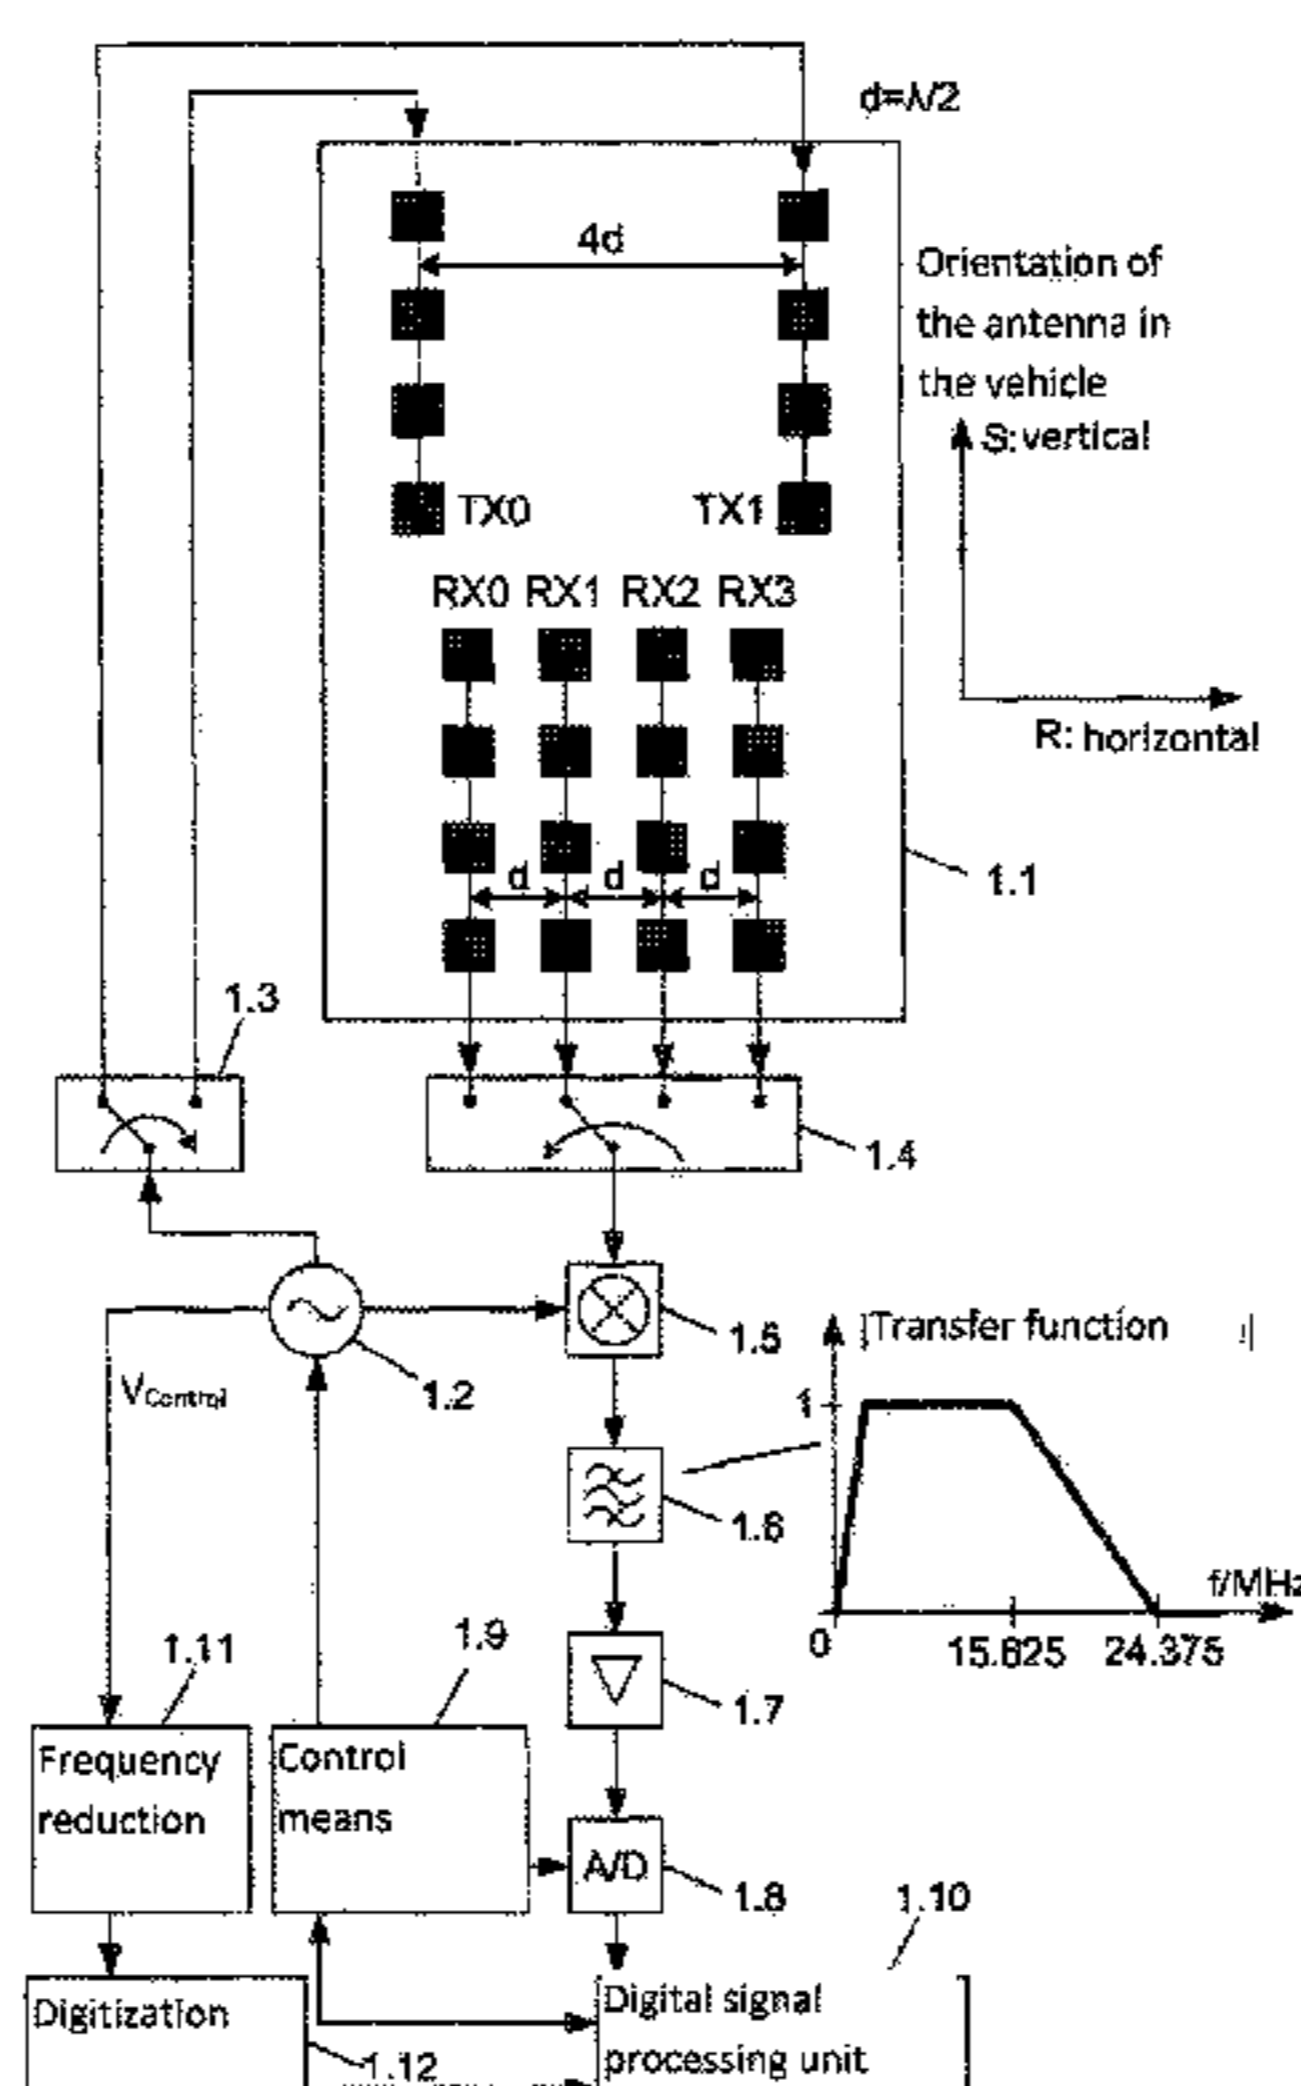 d=λ/2
4d
Orientation of
the antenna in
the vehicle
S: vertical
TX0 TX1
RX0 RX1 RX2 RX3
R: horizontal
d d d
1.1
1.3
1.4
1.5
|Transfer function |
1
1.2
VControl
1.6
f/MHz
0 15.625 24.375
1.11 1.9
1.7
Frequency
reduction
Control
means
A/D
1.8
1.10
Digitization
Digital signal
processing unit
1.12